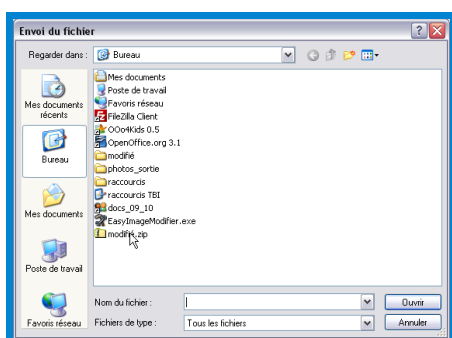 Envoi du fichier
Regarder dans :
Bureau
Mes documents
récents
Bureau
Mes documents
Poste de travail
Favoris réseau
Mes documents
Poste de travail
Favoris réseau
FileZilla Client
OOo4Kids 0.5
OpenOffice.org 3.1
modifié
photos_sortie
raccourcis
raccourcis TBI
docs_09_10
EasyImageModifier.exe
modifié.zip
Nom du fichier :
Ouvrir
Fichiers de type :
Tous les fichiers
Annuler